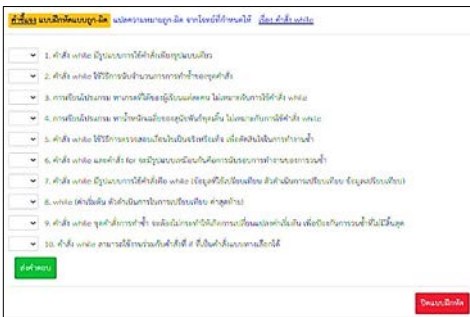 คำชี้แจง แบบฝึกหัดแบบถูก-ผิด แปลความหมายถูก-ผิด จากโจทย์ที่กำหนดให้ เรื่อง คำสั่ง while
1. คำสั่ง while มีรูปแบบการใช้คำสั่งเพียงรูปแบบเดียว
2. คำสั่ง while ใช้วิธีการนับจำนวนการการทำซ้ำของชุดคำสั่ง
3. การเขียนโปรแกรม หาเกรดที่ได้ของผู้เรียนแต่ละคน ไม่เหมาะกับการใช้คำสั่ง while
4. การเขียนโปรแกรม หาน้ำหนักเฉลี่ยของสุนัขพันธุ์พุดเดิ้ล ไม่เหมาะกับการใช้คำสั่ง while
5. คำสั่ง while ใช้วิธีการตรวจสอบเงื่อนไขเป็นจริงหรือเท็จ เพื่อตัดสินใจในการทำงานซ้ำ
6. คำสั่ง while และคำสั่ง for จะมีรูปแบบเหมือนกันคือการนับรอบการทำงานของการวนซ้ำ
7. คำสั่ง while มีรูปแบบการใช้คำสั่งคือ while (ข้อมูลที่ใช้เปรียบเทียบ ตัวดำเนินการเปรียบเทียบ ข้อมูลเปรียบเทียบ)
8. while (ค่าเริ่มต้น ตัวดำเนินการในการเปรียบเทียบ ค่าสุดท้าย)
9. คำสั่ง while ชุดคำสั่งการทำซ้ำ จะต้องไม่กระทำให้เกิดการเปลี่ยนแปลงค่าเริ่มต้น เพื่อป้องกันการวนซ้ำที่ไม่มีสิ้นสุด
10. คำสั่ง while สามารถใช้งานร่วมกับคำสั่งที่ ที่เป็นคำสั่งแบบทางเลือกได้
ส่งคำตอบ
ปิดแบบฝึกหัด